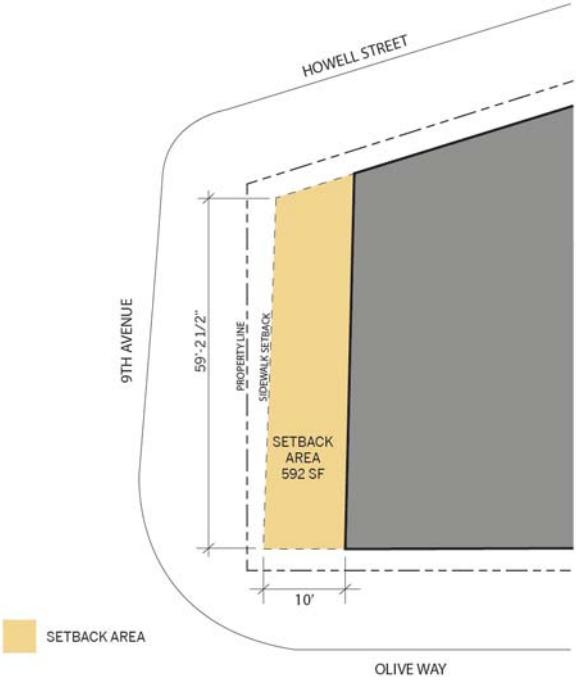 HOWELL STREET
9TH AVENUE
59'-2 1/2"
PROPERTY LINE
SIDEWALK SETBACK
SETBACK
AREA
592 SF
10'
SETBACK AREA
OLIVE WAY